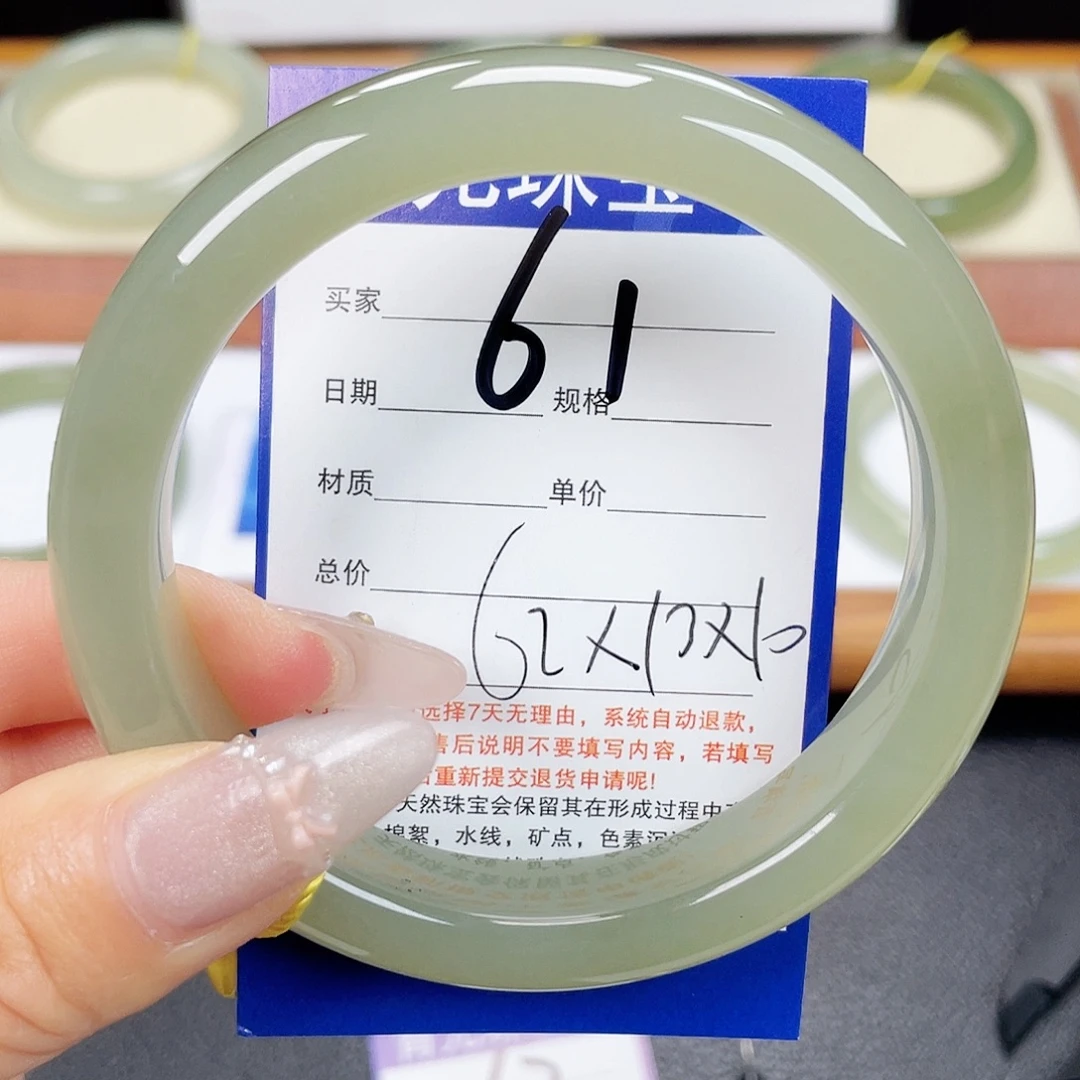 珠宝
61
买家
日期 规格
材质 单价
总价
62×13×10
选择7天无理由，系统自动退款，
售后说明不要填写内容，若填写
重新提交退货申请呢!
天然珠宝会保留其在形成过程中
棉絮，水线，矿点，色素沉